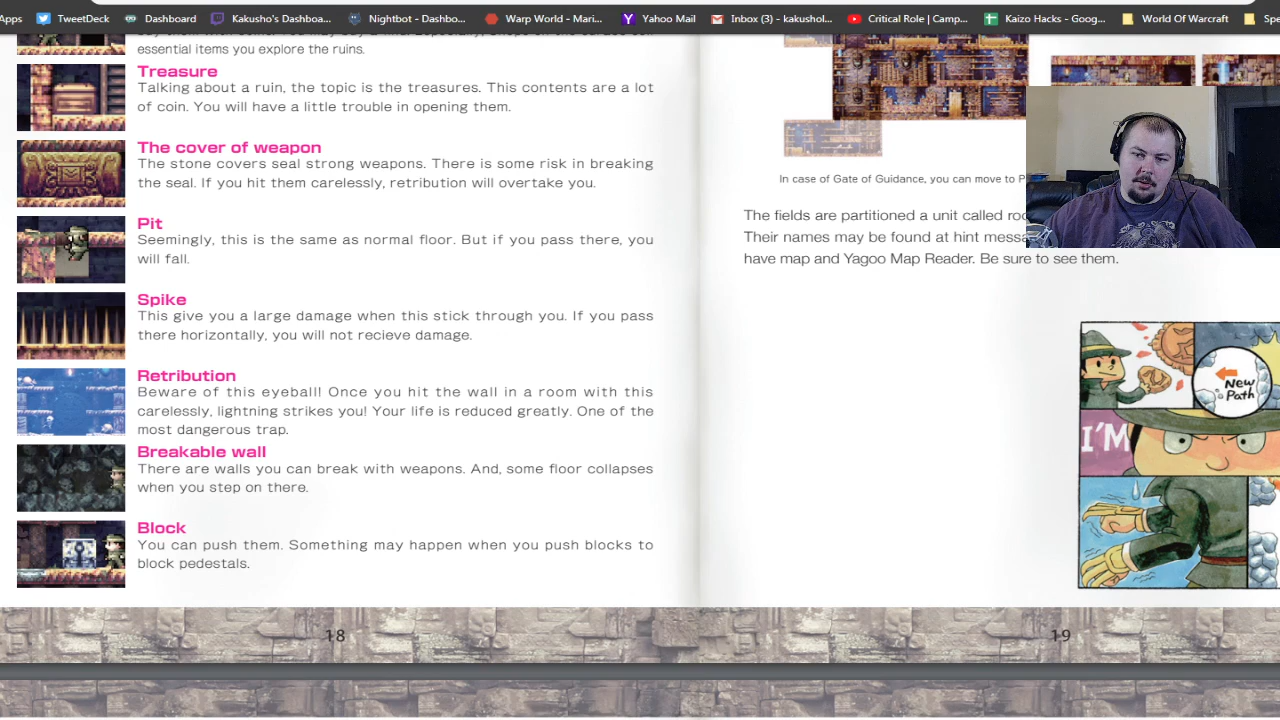 Apps
TweetDeck
Dashboard
Kakusho's Dashboa...
Nightbot - Dashbo...
Warp World - Mari...
Yahoo Mail
Inbox (3) - kakushol...
Critical Role | Camp...
Kaizo Hacks - Goog...
World Of Warcraft
essential items you explore the ruins.
Treasure
Talking about a ruin, the topic is the treasures. This contents are a lot
of coin. You will have a little trouble in opening them.
The cover of weapon
The stone covers seal strong weapons. There is some risk in breaking
the seal. If you hit them carelessly, retribution will overtake you.
Pit
Seemingly, this is the same as normal floor. But if you pass there, you
will fall.
Spike
This give you a large damage when this stick through you. If you pass
there horizontally, you will not recieve damage.
Retribution
Beware of this eyeball! Once you hit the wall in a room with this
carelessly, lightning strikes you! Your life is reduced greatly. One of the
most dangerous trap.
Breakable wall
There are walls you can break with weapons. And, some floor collapses
when you step on there.
Block
You can push them. Something may happen when you push blocks to
block pedestals.
18
In case of Gate of Guidance, you can move to
The fields are partitioned a unit called
Their names may be found at hint
have map and Yagoo Map Reader. Be sure to see them.
New
Path
I'M
19